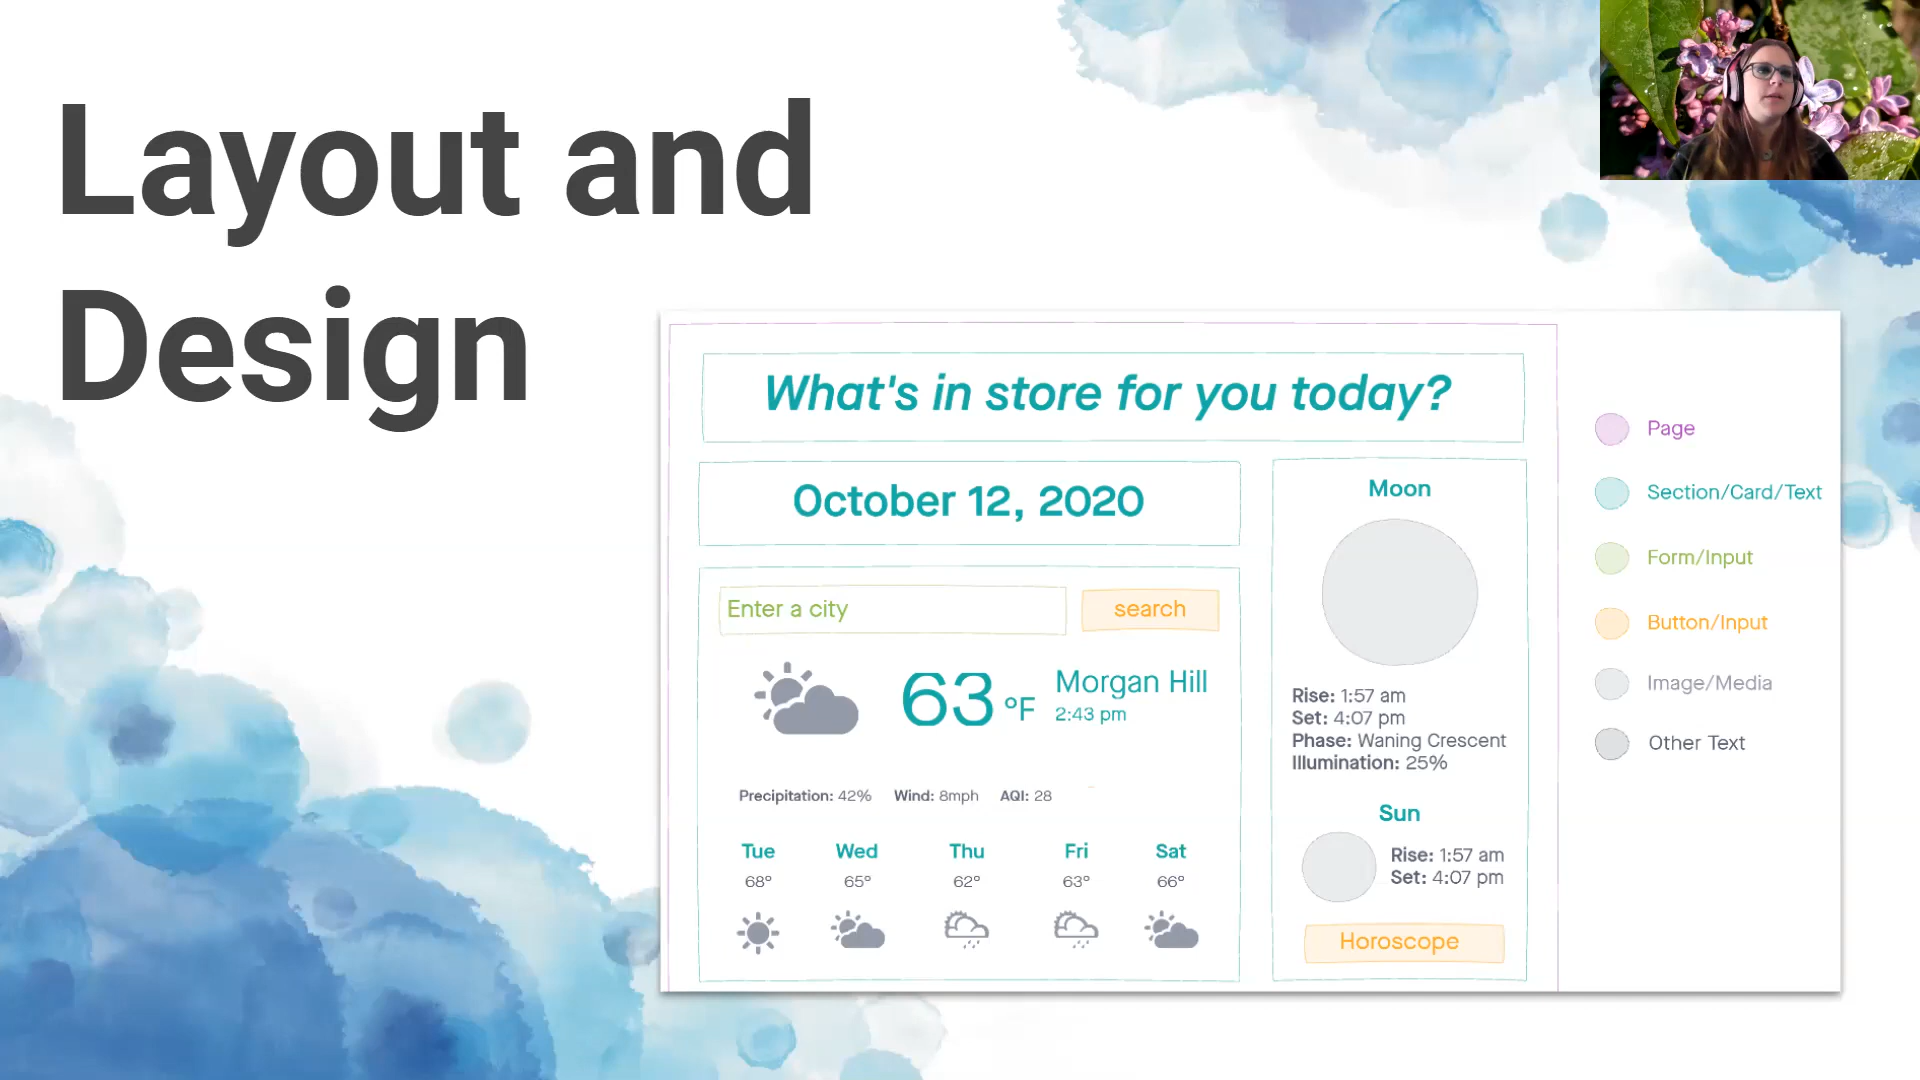 Layout and
Design
What's in store for you today?
October 12, 2020
Enter a city
search
63 °F
Morgan Hill
2:43 pm
Precipitation: 42% Wind: 8mph AQI: 28
Tue Wed Thu Fri Sat
68° 65° 62° 63° 66°
Moon
Rise: 1:57 am
Set: 4:07 pm
Phase: Waning Crescent
Illumination: 25%
Sun
Rise: 1:57 am
Set: 4:07 pm
Horoscope
Page
Section/Card/Text
Form/Input
Button/Input
Image/Media
Other Text